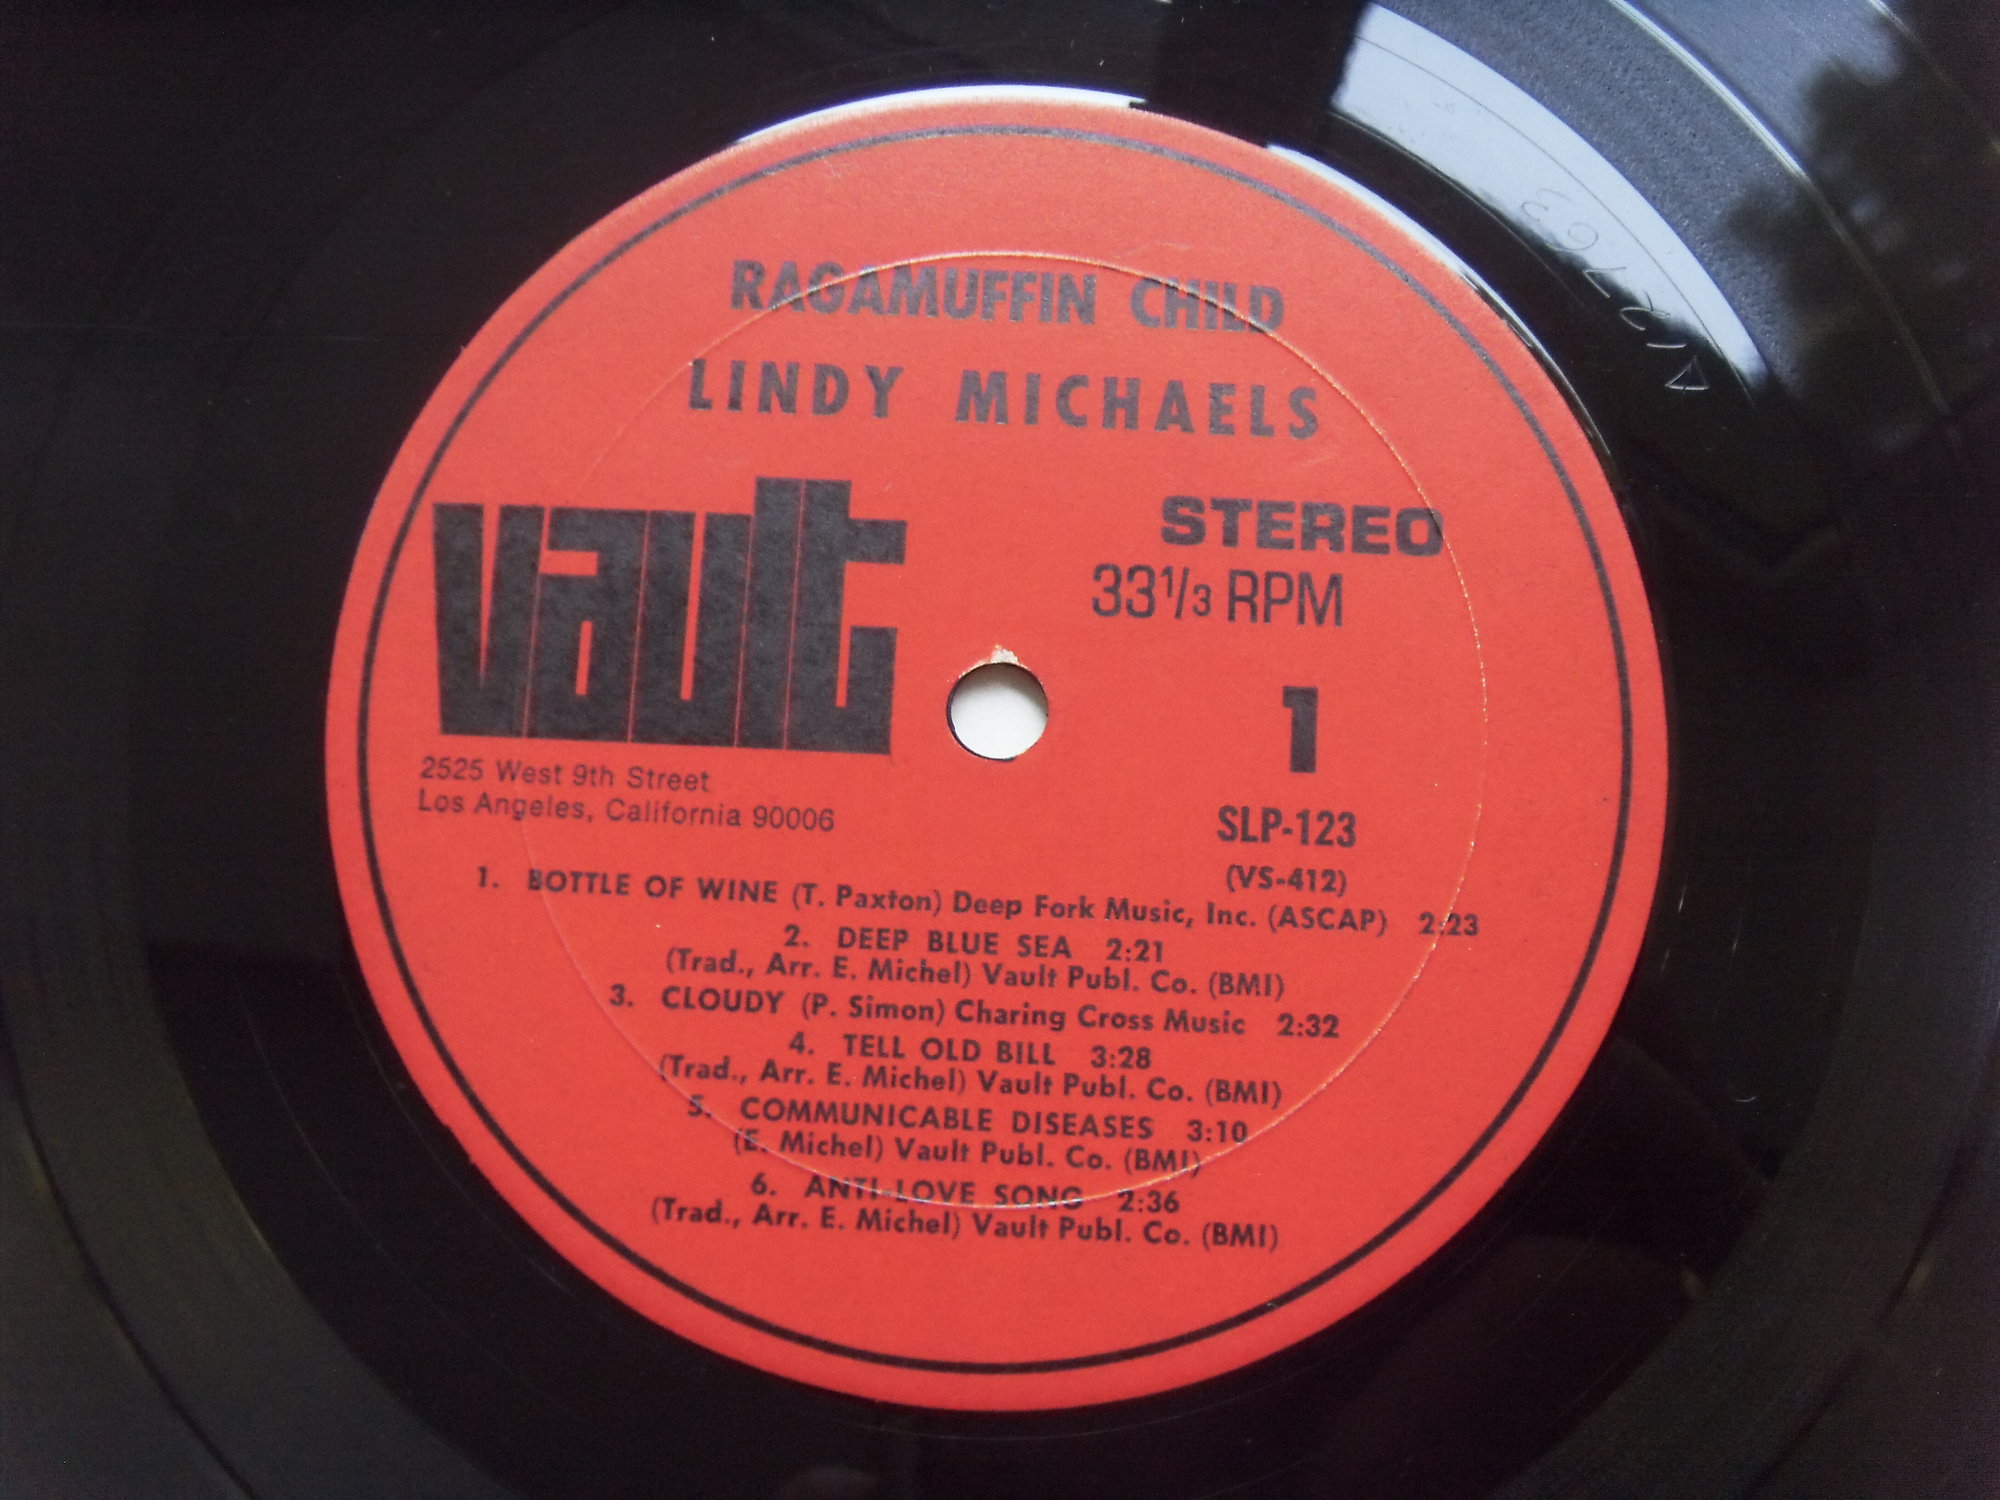 RAGAMUFFIN CHILD
LINDY MICHAELS
vault
STEREO
33 1/3 RPM
1
2525 West 9th Street
Los Angeles, California 90006
SLP-123
(VS-412)
1. BOTTLE OF WINE (T. Paxton) Deep Fork Music, Inc. (ASCAP) 2:23
2. DEEP BLUE SEA 2:21
(Trad., Arr. E. Michel) Vault Publ. Co. (BMI)
3. CLOUDY (P. Simon) Charing Cross Music 2:32
4. TELL OLD BILL 3:28
(Trad., Arr. E. Michel) Vault Publ. Co. (BMI)
5. COMMUNICABLE DISEASES 3:10
(E. Michel) Vault Publ. Co. (BMI)
6. ANTI-LOVE SONG 2:36
(Trad., Arr. E. Michel) Vault Publ. Co. (BMI)
A12763